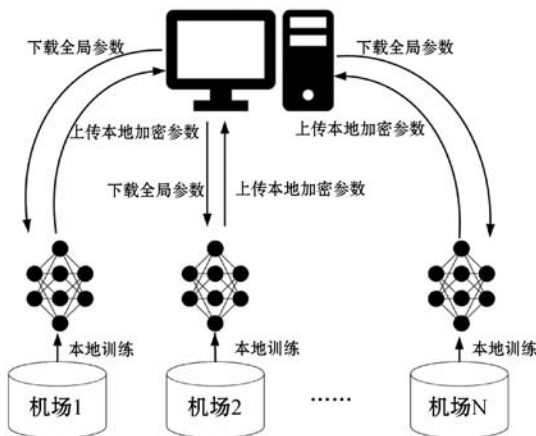 下载全局参数
下载全局参数
上传本地加密参数
上传本地加密参数
下载全局参数
上传本地加密参数
本地训练
本地训练
本地训练
机场1
机场2
……
机场N